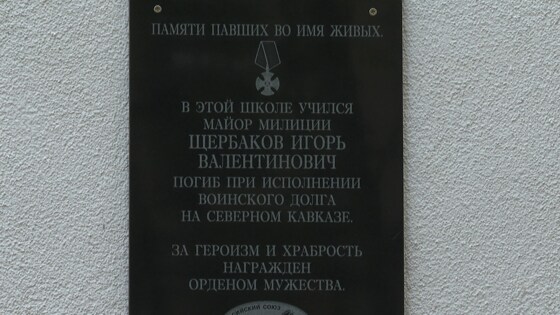 ПАМЯТИ ПАВШИХ ВО ИМЯ ЖИВЫХ.
В ЭТОЙ ШКОЛЕ УЧИЛСЯ
МАЙОР МИЛИЦИИ
ЩЕРБАКОВ ИГОРЬ
ВАЛЕНТИНОВИЧ
ПОГИБ ПРИ ИСПОЛНЕНИИ
ВОИНСКОГО ДОЛГА
НА СЕВЕРНОМ КАВКАЗЕ.
ЗА ГЕРОИЗМ И ХРАБРОСТЬ
НАГРАЖДЕН
ОРДЕНОМ МУЖЕСТВА.
СОЮЗ